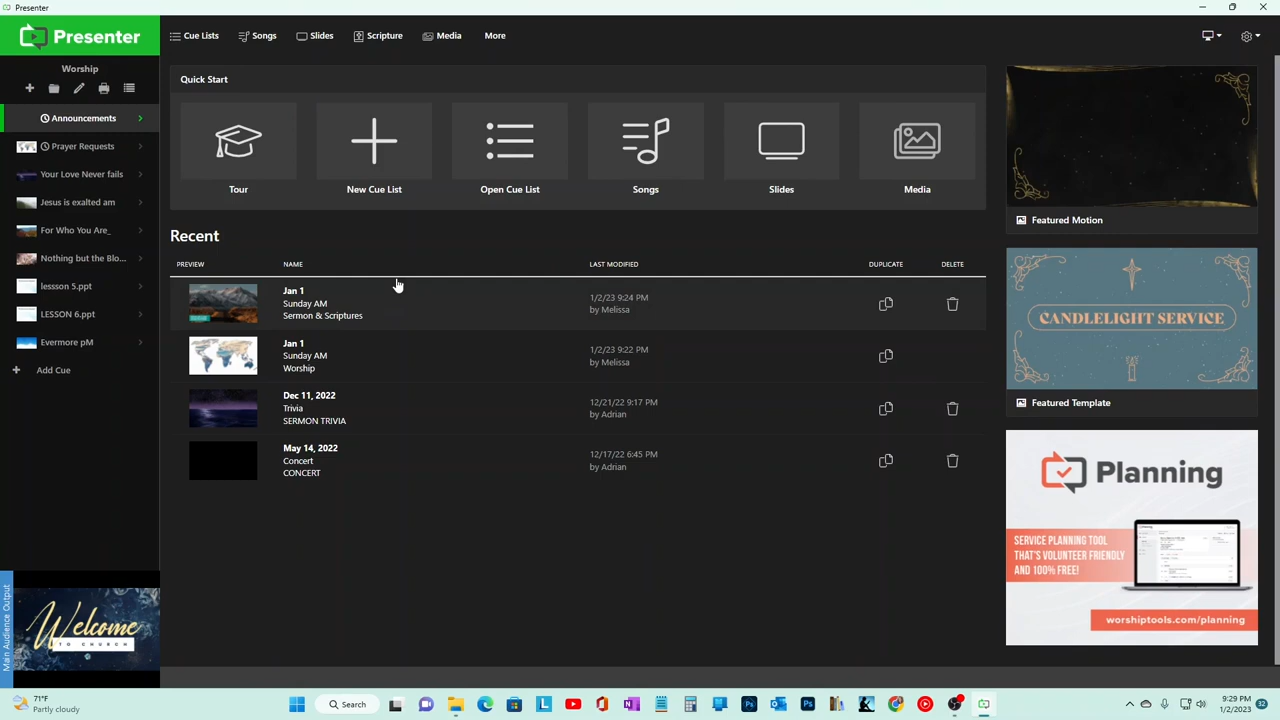 Presenter
Presenter
Cue Lists
Songs
Slides
Scripture
Media
More
Worship
Announcements
Prayer Requests
Your Love Never fails
Jesus is exalted am
For Who You Are_
Nothing but the Blo...
lessson 5.ppt
LESSON 6.ppt
Evermore pM
Add Cue
Main Audience Output
Welcome
TO CHURCH
Quick Start
Tour
New Cue List
Open Cue List
Songs
Slides
Media
Recent
PREVIEW NAME LAST MODIFIED DUPLICATE DELETE
Jan 1
Sunday AM
Sermon & Scriptures
1/2/23 9:24 PM
by Melissa
Jan 1
Sunday AM
Worship
1/2/23 9:22 PM
by Melissa
Dec 11, 2022
Trivia
SERMON TRIVIA
12/21/22 9:17 PM
by Adrian
May 14, 2022
Concert
CONCERT
12/17/22 6:45 PM
by Adrian
Featured Motion
CANDLELIGHT SERVICE
Featured Template
Planning
SERVICE PLANNING TOOL
THAT'S VOLUNTEER FRIENDLY
AND 100% FREE!
worshiptools.com/planning
71°F
Partly cloudy
Search
9:29 PM
1/2/2023
32